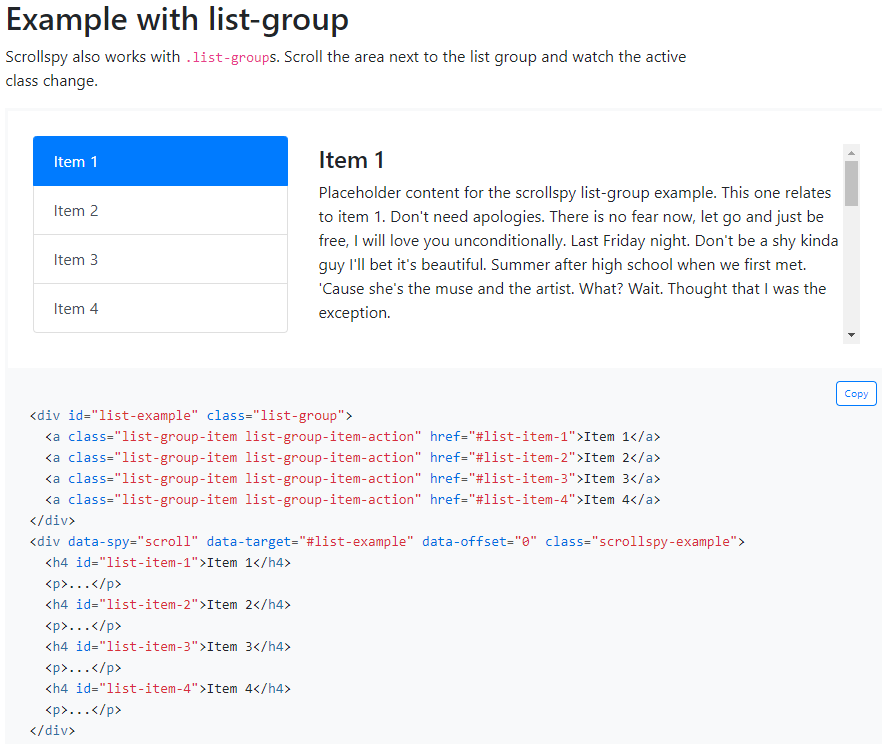 Example with list-group
Scrollspy also works with .list-groups. Scroll the area next to the list group and watch the active
class change.
Item 1
Item 2
Item 3
Item 4
Item 1
Placeholder content for the scrollspy list-group example. This one relates
to item 1. Don't need apologies. There is no fear now, let go and just be
free, I will love you unconditionally. Last Friday night. Don't be a shy kinda
guy I'll bet it's beautiful. Summer after high school when we first met.
'Cause she's the muse and the artist. What? Wait. Thought that I was the
exception.
Copy
<div id="list-example" class="list-group">
  <a class="list-group-item list-group-item-action" href="#list-item-1">Item 1</a>
  <a class="list-group-item list-group-item-action" href="#list-item-2">Item 2</a>
  <a class="list-group-item list-group-item-action" href="#list-item-3">Item 3</a>
  <a class="list-group-item list-group-item-action" href="#list-item-4">Item 4</a>
</div>
<div data-spy="scroll" data-target="#list-example" data-offset="0" class="scrollspy-example">
  <h4 id="list-item-1">Item 1</h4>
  <p>...</p>
  <h4 id="list-item-2">Item 2</h4>
  <p>...</p>
  <h4 id="list-item-3">Item 3</h4>
  <p>...</p>
  <h4 id="list-item-4">Item 4</h4>
  <p>...</p>
</div>